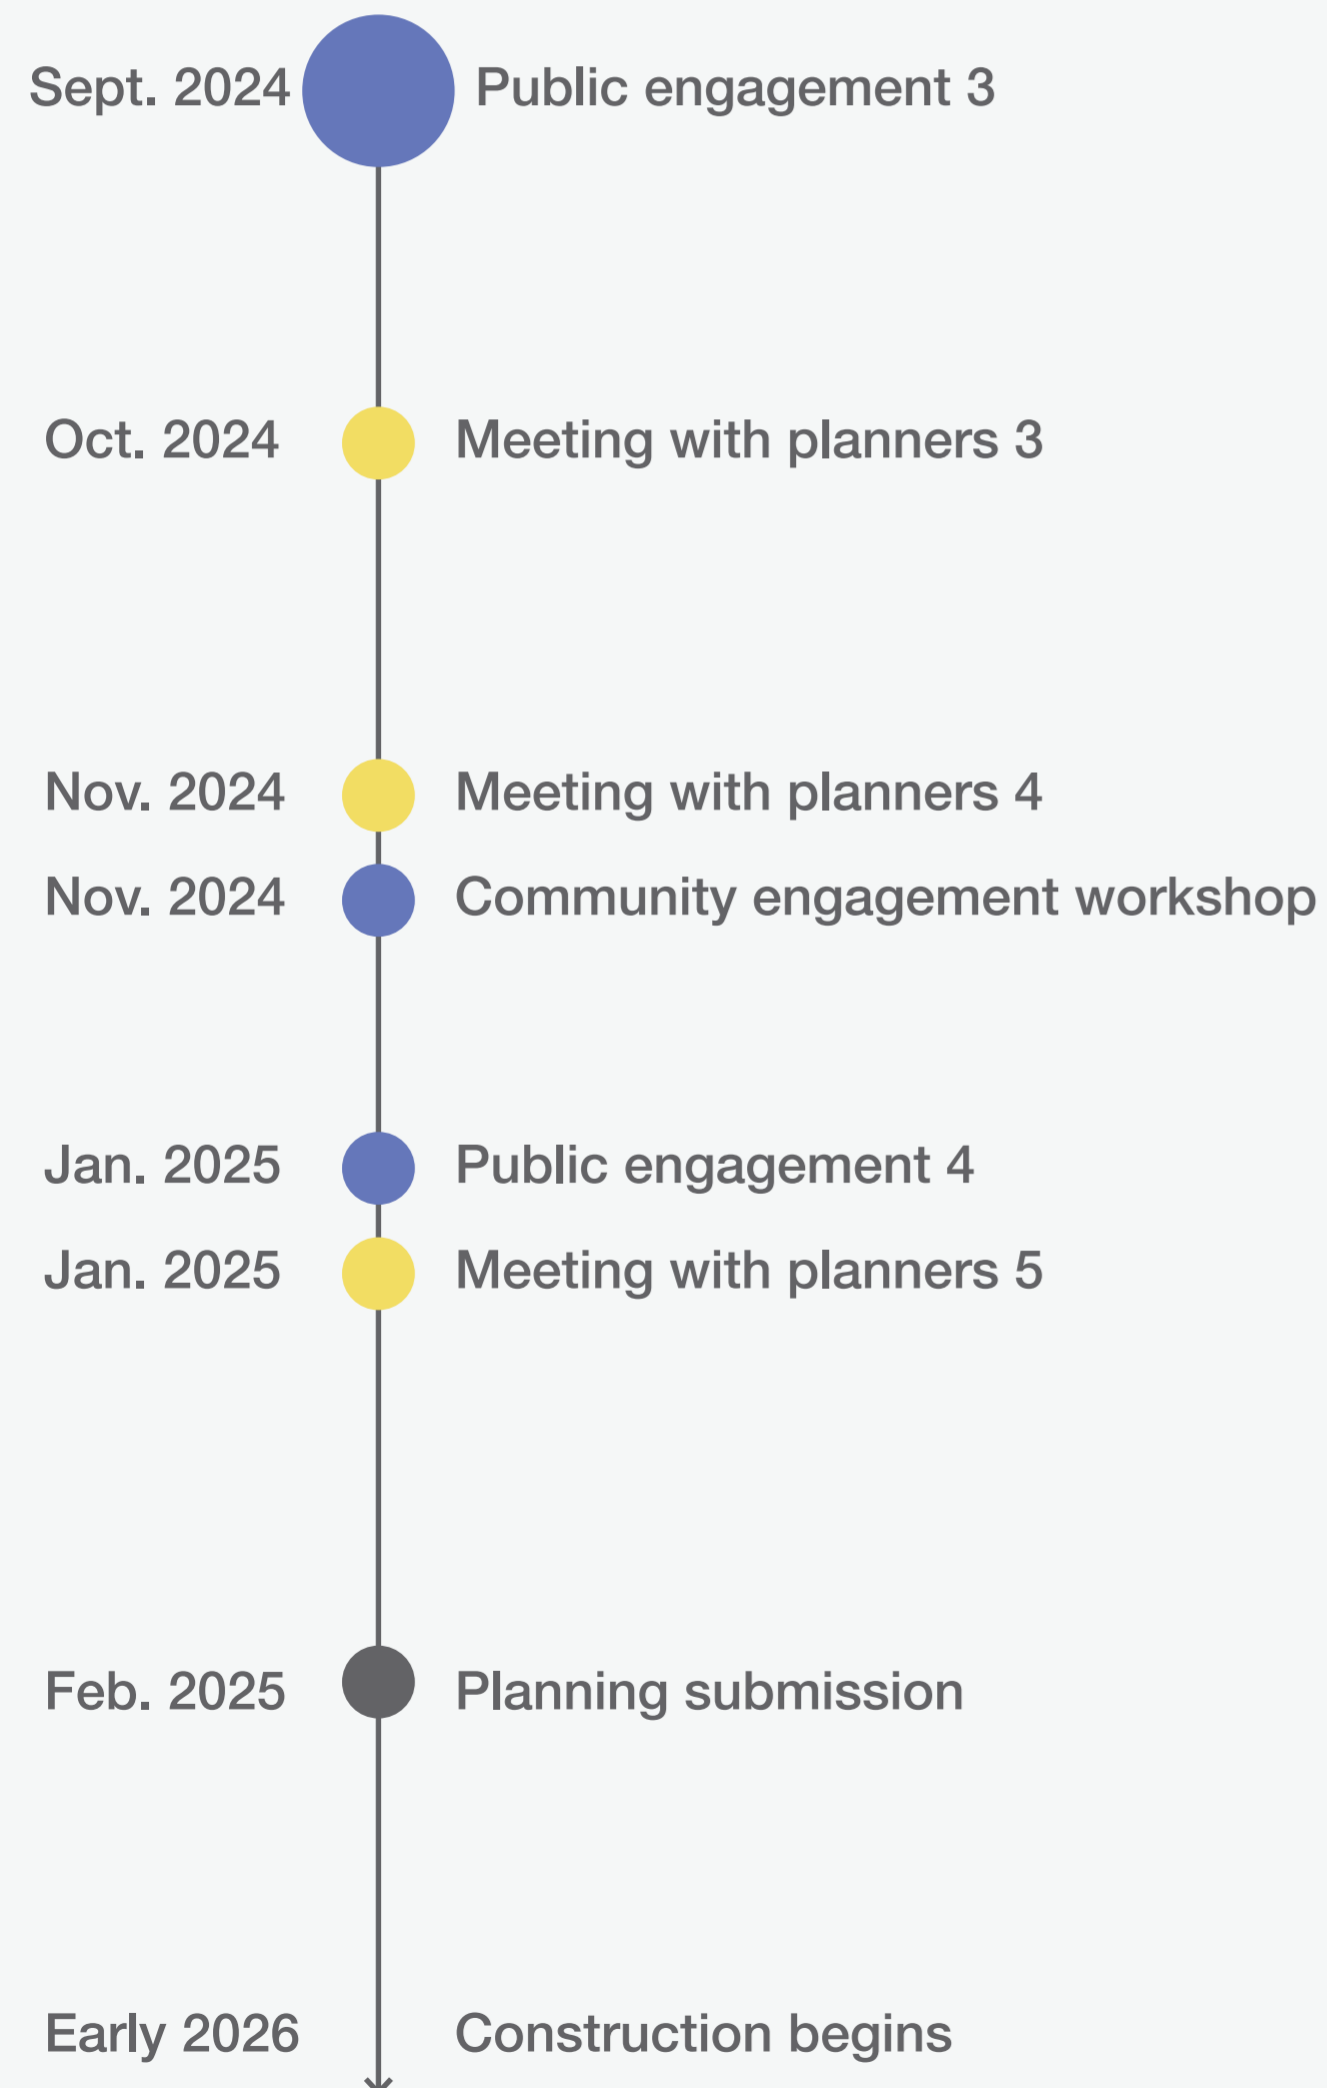 Sept. 2024 Public engagement 3
Oct. 2024 Meeting with planners 3
Nov. 2024 Meeting with planners 4
Nov. 2024 Community engagement workshop
Jan. 2025 Public engagement 4
Jan. 2025 Meeting with planners 5
Feb. 2025 Planning submission
Early 2026 Construction begins